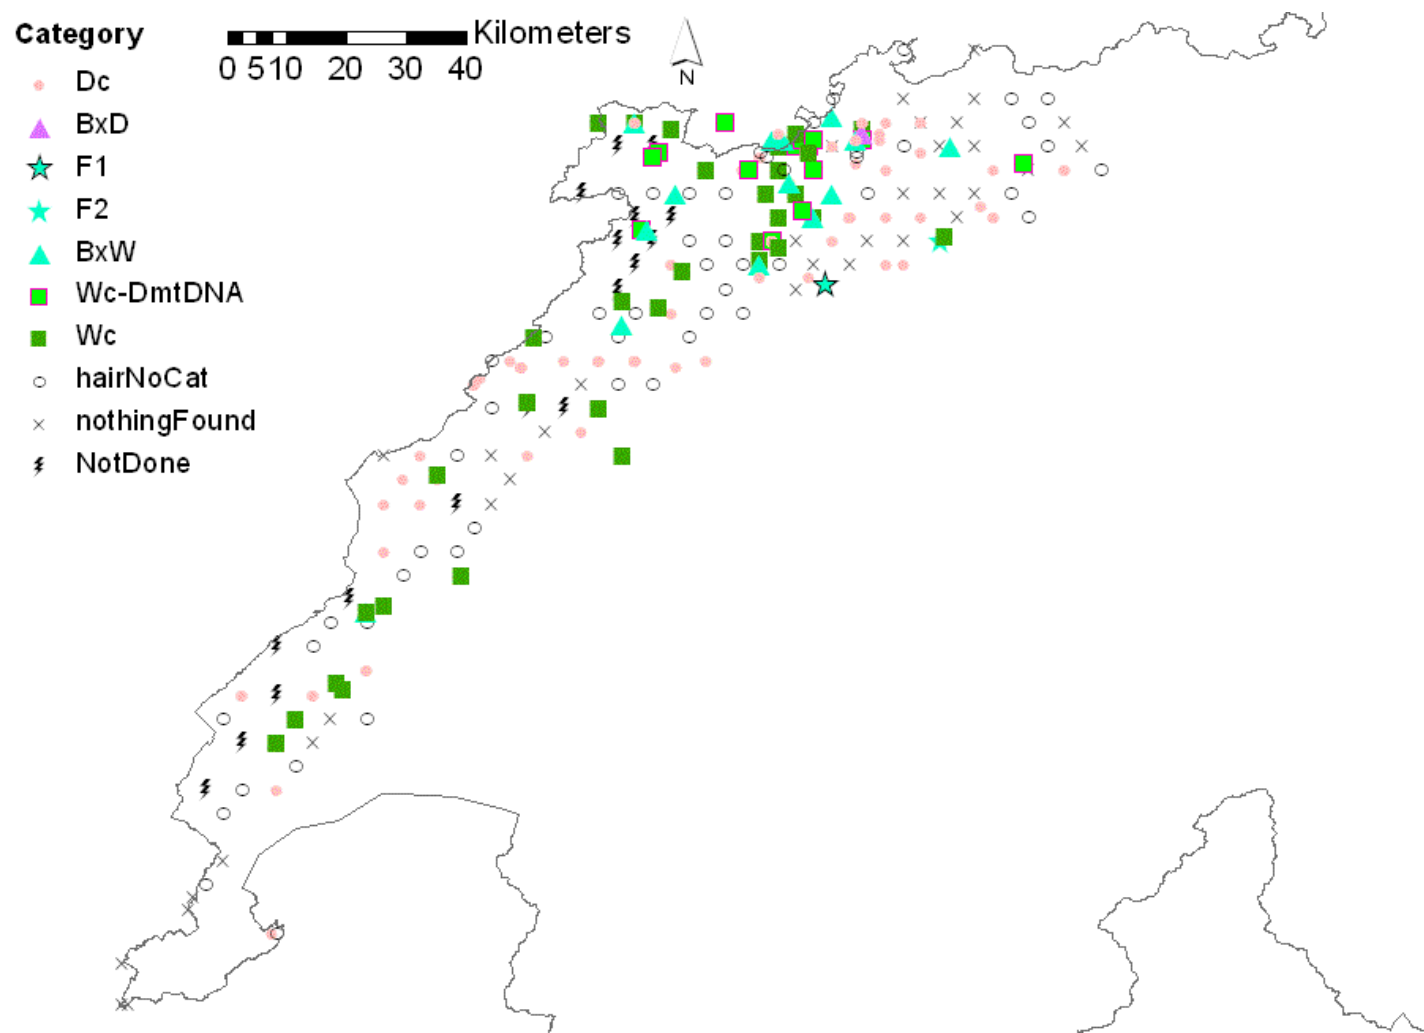 Category
Dc
BxD
F1
F2
BxW
Wc-DmtDNA
Wc
hairNoCat
nothingFound
NotDone
Kilometers
0 5 10 20 30 40
N